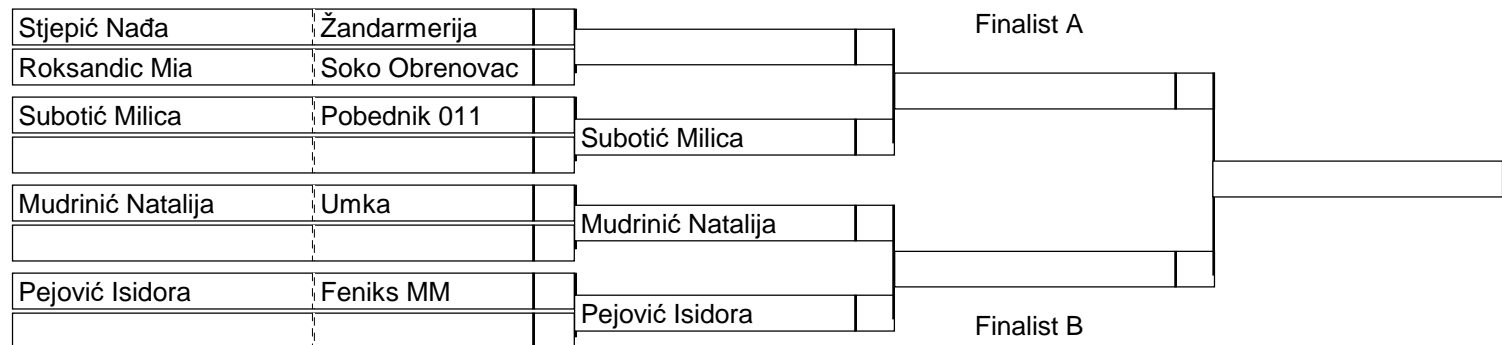 Stjepić Nađa Žandarmerija
Roksandic Mia Soko Obrenovac
Subotić Milica Pobednik 011
Mudrinić Natalija Umka
Pejović Isidora Feniks MM
Subotić Milica
Mudrinić Natalija
Pejović Isidora
Finalist A
Finalist B